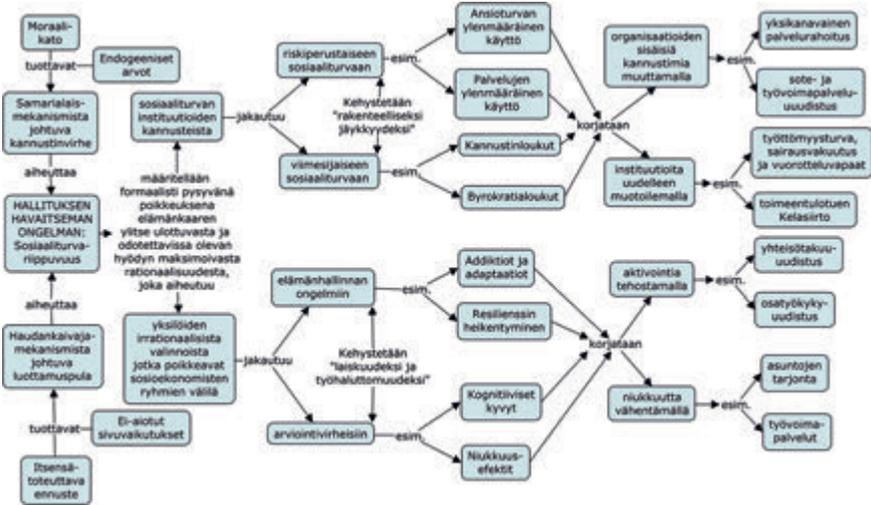 Moraali-
kato
tuottavat
Endogeeniset
arvot
Samarialais-
mekanismista
johtuva
kannustinvirhe
aiheuttaa
HALLITUKSEN
HAVAITSEMAN
ONGELMAN:
Sosiaaliturva-
riippuvuus
aiheuttaa
Haudankaivaja-
mekanismista
johtuva
luottamuspula
tuottavat
Ei-aiotut
sivuvaikutukset
Itsensä-
toteuttava
ennuste
sosiaaliturvan
instituutioiden
kannusteista
määritellään
formaalisti pysyvänä
poikkeuksena
elämänkaaren
ylitse ulottuvasta ja
odotettavissa olevan
hyödyn maksimoivasta
rationaalisuudesta,
joka aiheutuu
yksilöiden
irrationaalisista
valinnoista
jotka poikkeavat
sosioekonomisten
ryhmien välilä
jakautuu
riskiperustaiseen
sosiaaliturvaan
Kehystetään
"rakenteelliseksi
jäykkyydeksi"
viimesijaiseen
sosiaaliturvaan
esim.
Ansioturvan
ylenmääräinen
käyttö
Palvelujen
ylenmääräinen
käyttö
esim.
Kannustinloukut
Byrokratialoukut
korjataan
organisaatioiden
sisäisiä
kannustimia
muuttamalla
esim.
yksikanavainen
palvelurahoitus
sote- ja
työvoimapalvelu-
uudistus
instituutioita
uudelleen
muotoilemalla
esim.
työttömyysturva,
sairausvakuutus
ja vuorotteluvapaat
toimeentulotuen
Kelasiirto
jakautuu
elämänhallinnan
ongelmiin
Kehystetään
"laiskuudeksi ja
työhaluttomuudeksi"
arviointivirheisiin
esim.
Addiktiot ja
adaptaatiot
Resilienssin
heikentyminen
esim.
Kognitiiviset
kyvyt
Niukkuus-
efektit
korjataan
aktivointia
tehostamalla
esim.
yhteisötakuu-
uudistus
osatyökyky-
uudistus
niukkuutta
vähentämällä
esim.
asuntojen
tarjonta
työvoima-
palvelut